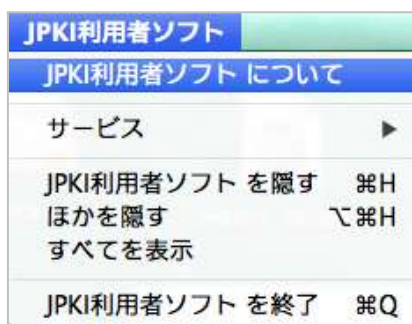 JPKI利用者ソフト
JPKI利用者ソフト について
サービス ▶
JPKI利用者ソフト を隠す ⌘H
ほかを隠す ⌥⌘H
すべてを表示
JPKI利用者ソフト を終了 ⌘Q